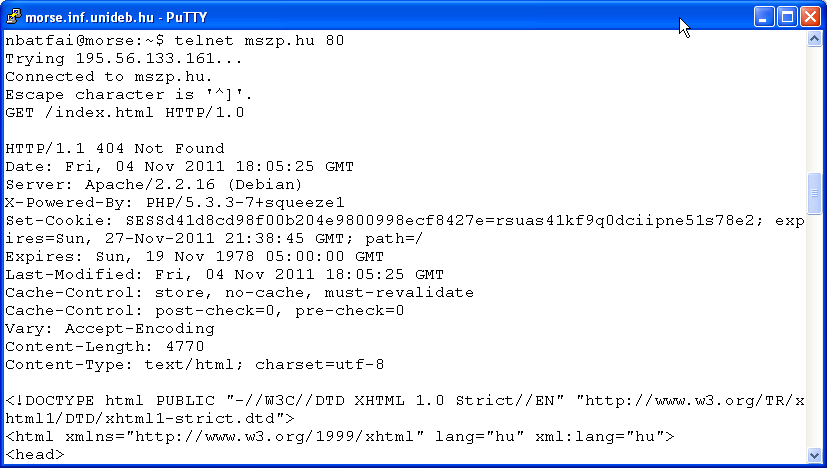 morse.inf.unideb.hu - PuTTY
nbatfai@morse:~$ telnet mszp.hu 80
Trying 195.56.133.161...
Connected to mszp.hu.
Escape character is '^]'.
GET /index.html HTTP/1.0

HTTP/1.1 404 Not Found
Date: Fri, 04 Nov 2011 18:05:25 GMT
Server: Apache/2.2.16 (Debian)
X-Powered-By: PHP/5.3.3-7+squeeze1
Set-Cookie: SESSd41d8cd98f00b204e9800998ecf8427e=rsuas41kf9q0dciipne51s78e2; exp
ires=Sun, 27-Nov-2011 21:38:45 GMT; path=/
Expires: Sun, 19 Nov 1978 05:00:00 GMT
Last-Modified: Fri, 04 Nov 2011 18:05:25 GMT
Cache-Control: store, no-cache, must-revalidate
Cache-Control: post-check=0, pre-check=0
Vary: Accept-Encoding
Content-Length: 4770
Content-Type: text/html; charset=utf-8

<!DOCTYPE html PUBLIC "-//W3C//DTD XHTML 1.0 Strict//EN" "http://www.w3.org/TR/x
html1/DTD/xhtml1-strict.dtd">
<html xmlns="http://www.w3.org/1999/xhtml" lang="hu" xml:lang="hu">
<head>